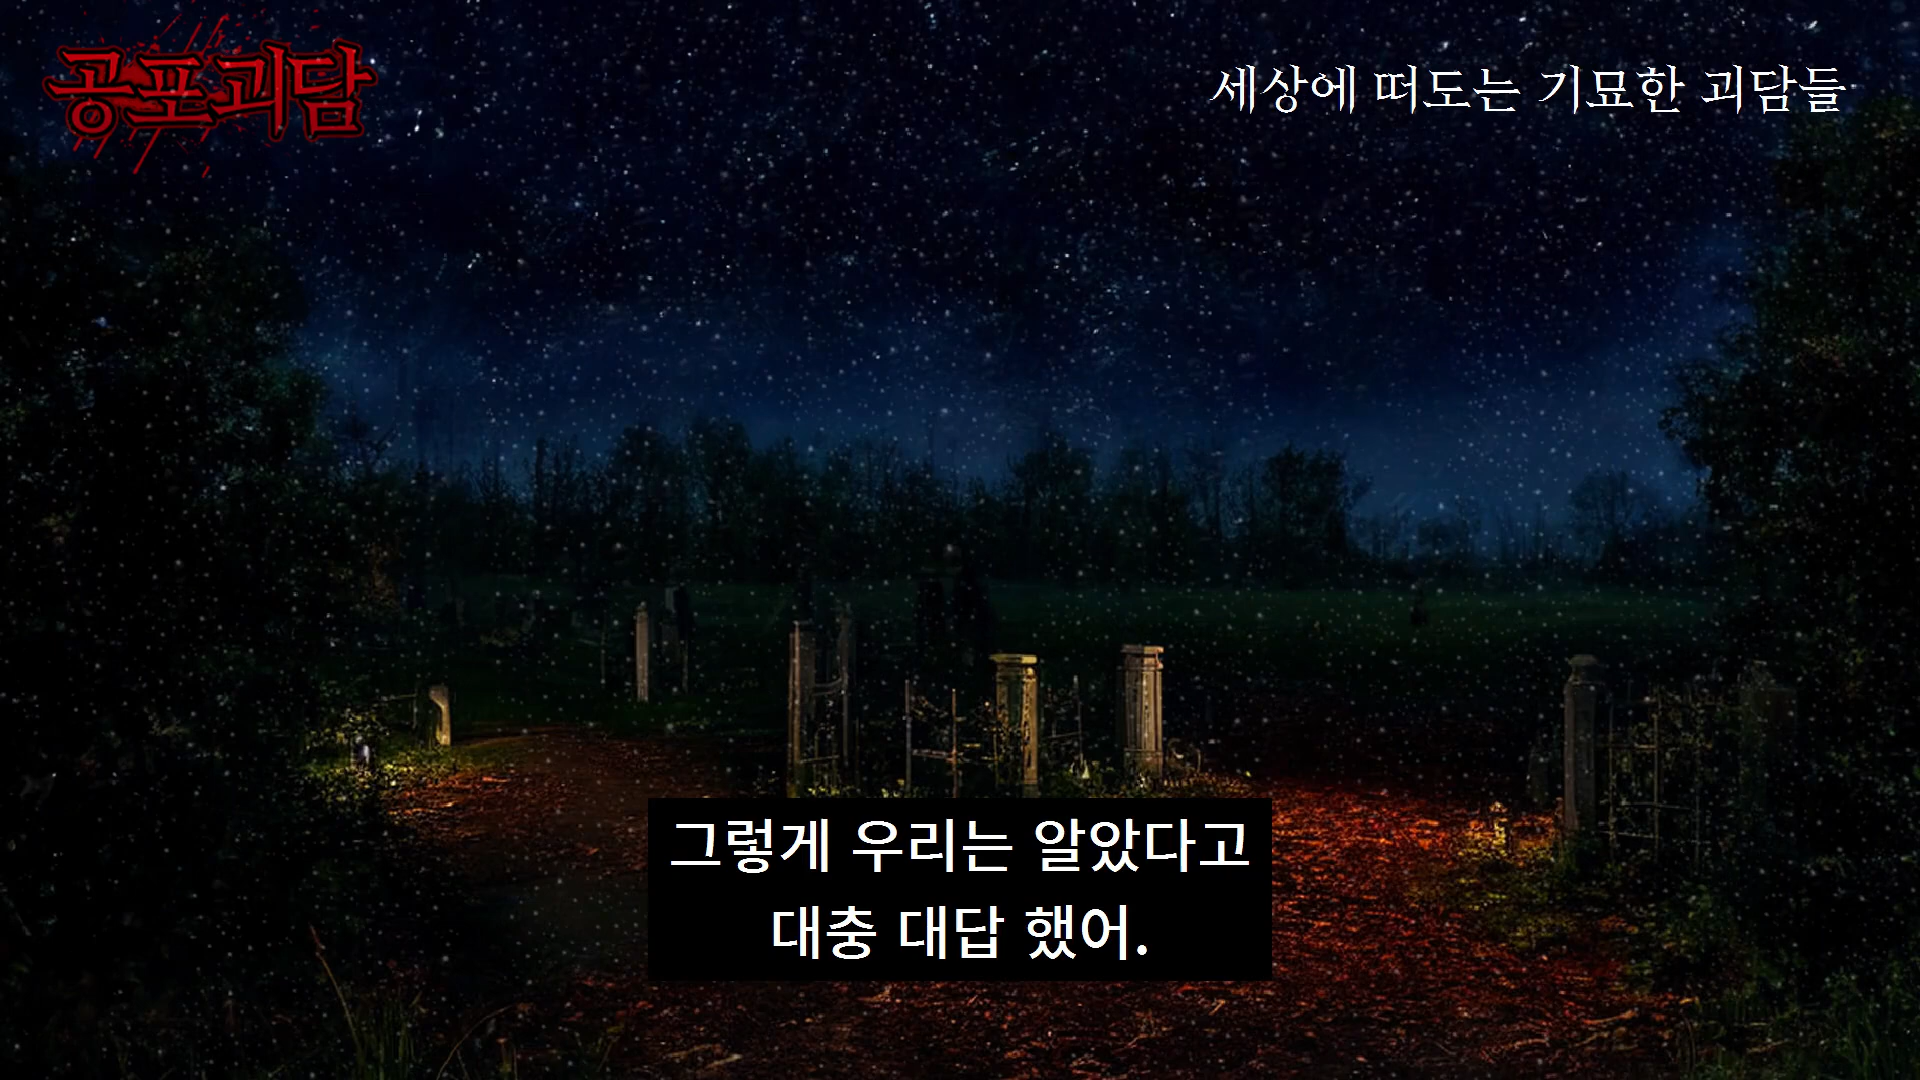 공포괴담
세상에 떠도는 기묘한 괴담들
그렇게 우리는 알았다고
대충 대답 했어.